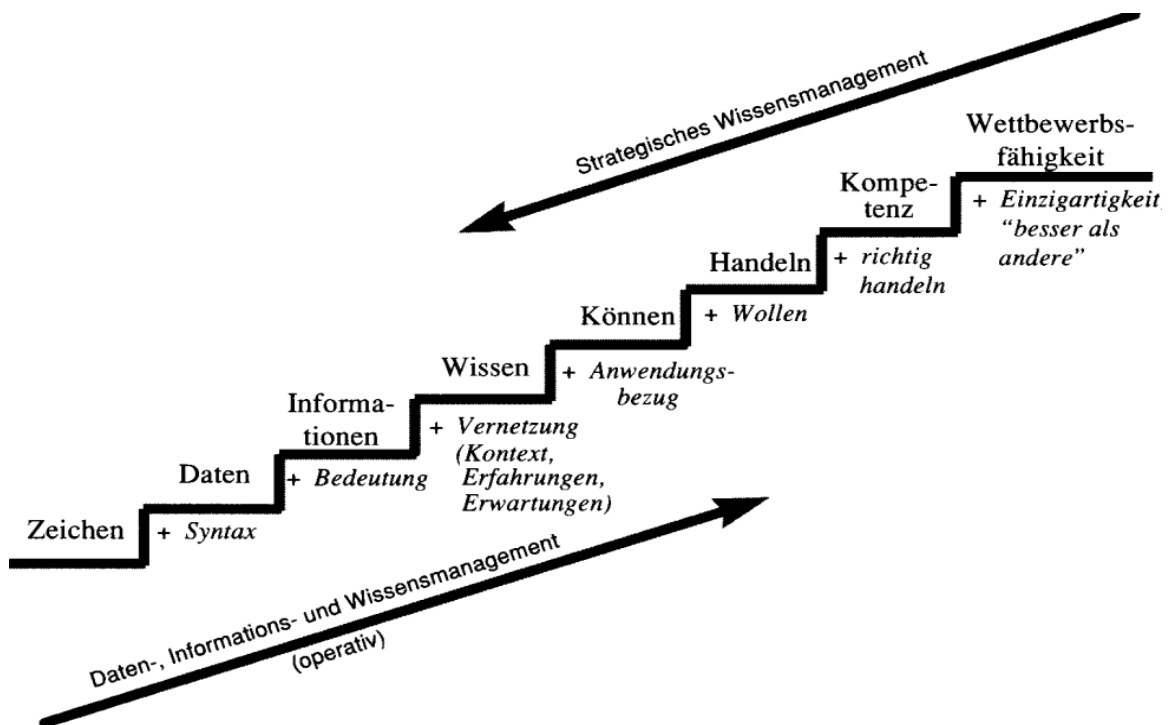 Strategisches Wissensmanagement
Wettbewerbs-
fähigkeit
+ Einzigartigkeit,
“besser als
andere”
Kompe-
tenz
+ richtig
handeln
Handeln
+ Wollen
Können
+ Anwendungs-
bezug
Wissen
+ Vernetzung
(Kontext,
Erfahrungen,
Erwartungen)
Informa-
tionen
+ Bedeutung
Daten
+ Syntax
Zeichen
Daten-, Informations- und Wissensmanagement
(operativ)